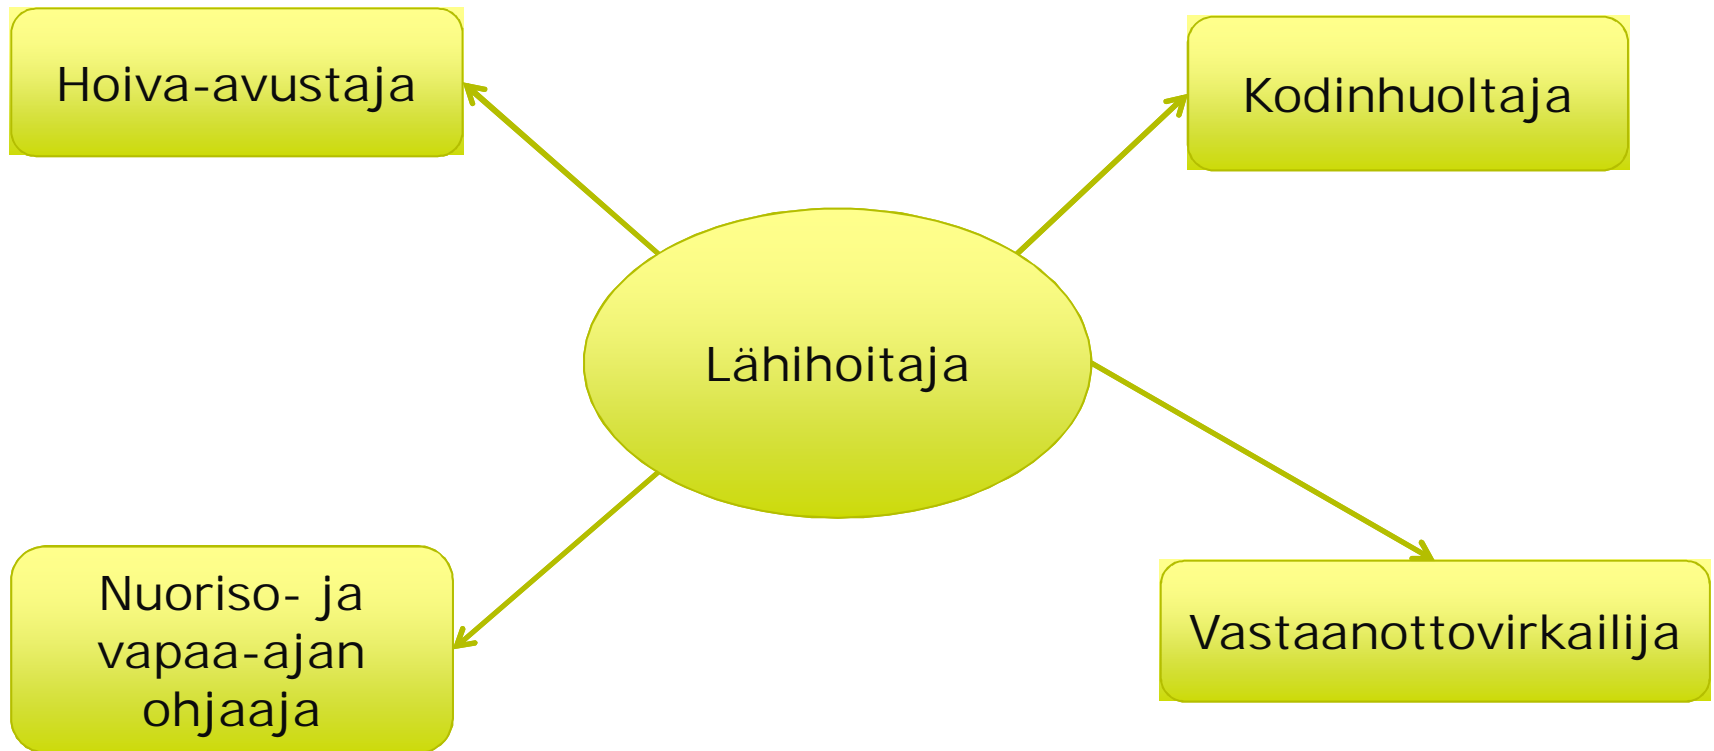 Hoiva-avustaja
Kodinhuoltaja
Lähihoitaja
Nuoriso- ja
vapaa-ajan
ohjaaja
Vastaanottovirkailija